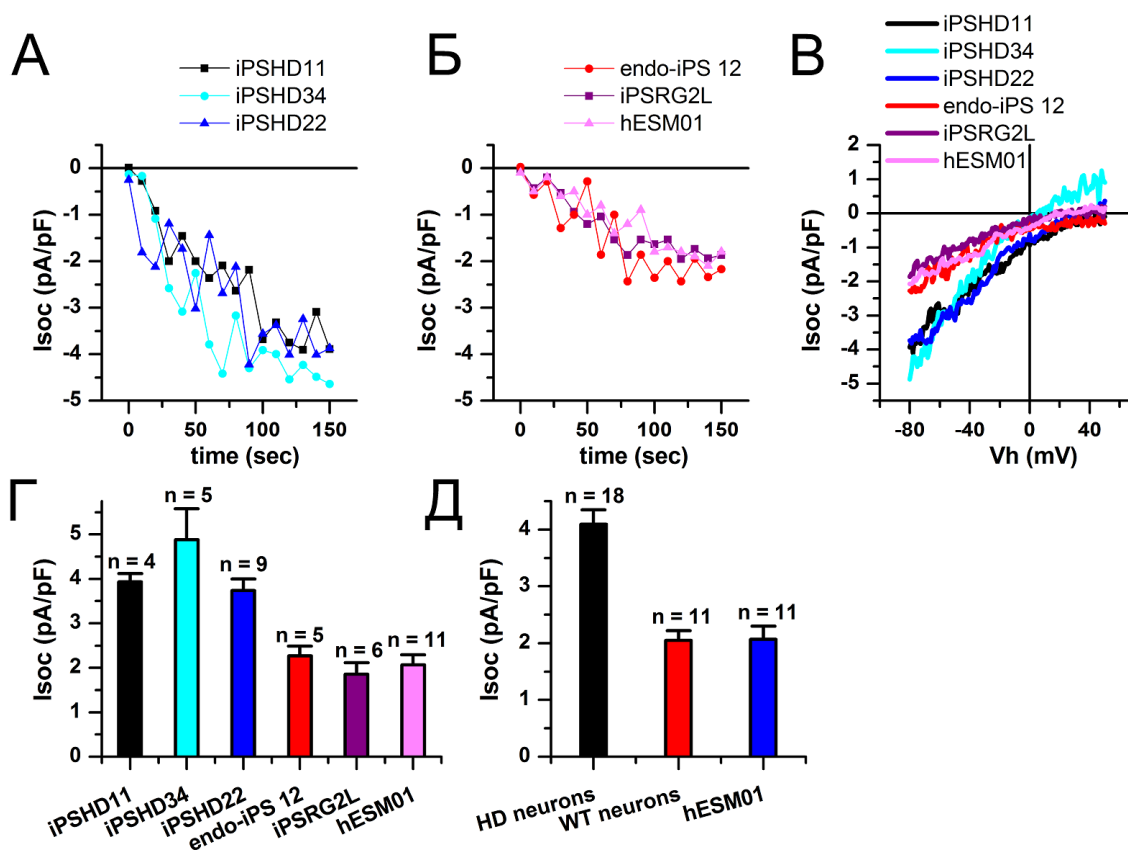 А
iPSHD11
iPSHD34
iPSHD22
0
-1
-2
-3
-4
-5
Isoc (pA/pF)
0
50
100
150
time (sec)
Б
endo-iPS 12
iPSRG2L
hESM01
0
-1
-2
-3
-4
-5
Isoc (pA/pF)
0
50
100
150
time (sec)
В
iPSHD11
iPSHD34
iPSHD22
endo-iPS 12
iPSRG2L
hESM01
2
1
0
-1
-2
-3
-4
-5
Isoc (pA/pF)
-80
-40
0
40
Vh (mV)
Г
n = 4
n = 5
n = 9
n = 5
n = 6
n = 11
5
4
3
2
1
0
Isoc (pA/pF)
iPSHD11
iPSHD34
iPSHD22
endo-iPS 12
iPSRG2L
hESM01
Д
n = 18
n = 11
n = 11
4
3
2
1
0
Isoc (pA/pF)
HD neurons
WT neurons
hESM01